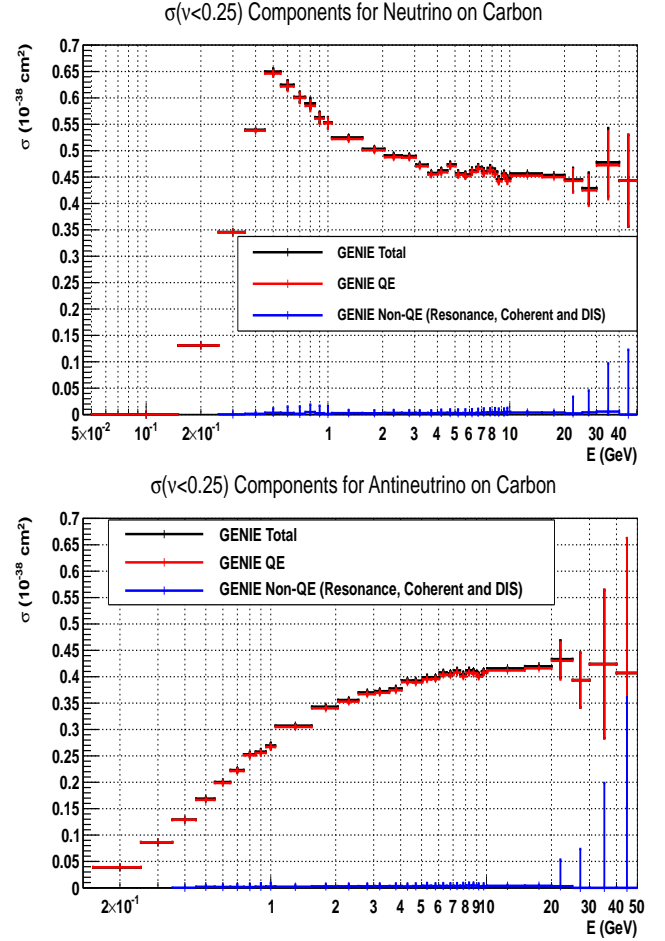 σ(ν<0.25) Components for Neutrino on Carbon
σ (10⁻³⁸ cm²)
0.7
0.65
0.6
0.55
0.5
0.45
0.4
0.35
0.3
0.25
0.2
0.15
0.1
0.05
0
GENIE Total
GENIE QE
GENIE Non-QE (Resonance, Coherent and DIS)
5×10⁻² 10⁻¹ 2×10⁻¹ 1 2 3 4 5 6 7 8 10 20 30 40
E (GeV)
σ(ν<0.25) Components for Antineutrino on Carbon
σ (10⁻³⁸ cm²)
0.7
0.65
0.6
0.55
0.5
0.45
0.4
0.35
0.3
0.25
0.2
0.15
0.1
0.05
0
GENIE Total
GENIE QE
GENIE Non-QE (Resonance, Coherent and DIS)
2×10⁻¹ 1 2 3 4 5 6 7 8 9 10 20 30 40 50
E (GeV)